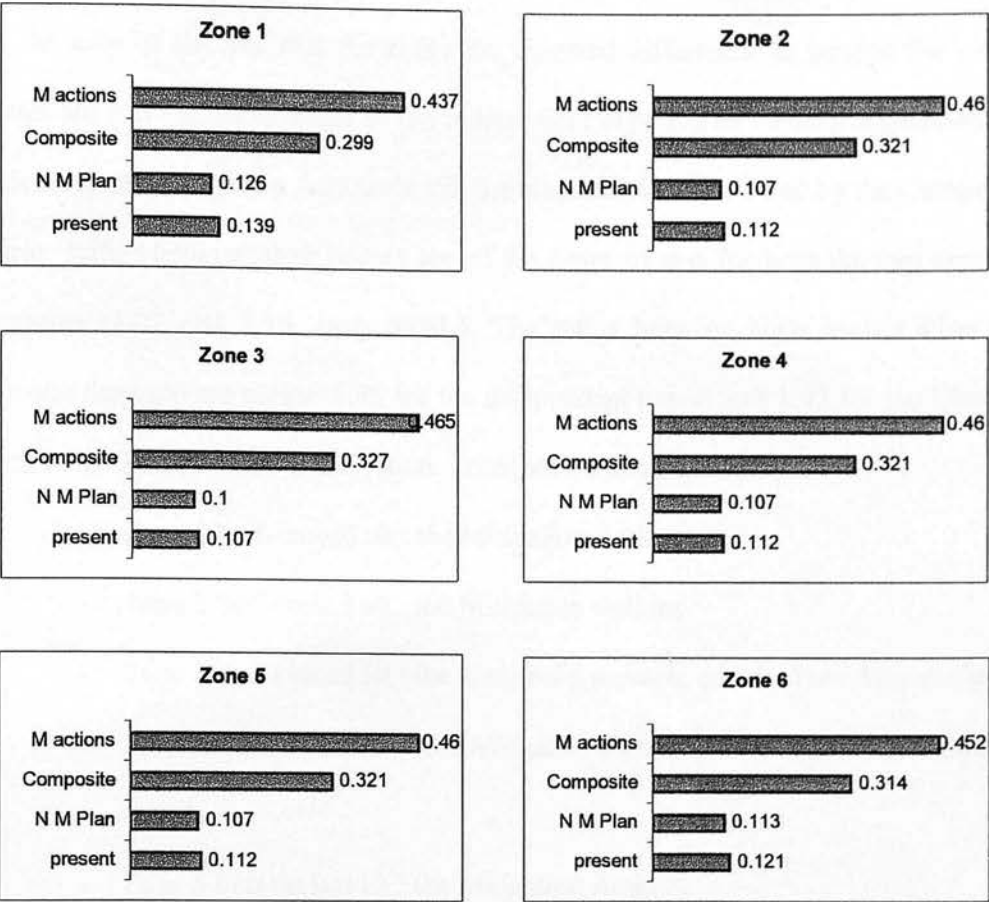 Zone 1
M actions 0.437
Composite 0.299
N M Plan 0.126
present 0.139
Zone 2
M actions 0.46
Composite 0.321
N M Plan 0.107
present 0.112
Zone 3
M actions .465
Composite 0.327
N M Plan 0.1
present 0.107
Zone 4
M actions 0.46
Composite 0.321
N M Plan 0.107
present 0.112
Zone 5
M actions 0.46
Composite 0.321
N M Plan 0.107
present 0.112
Zone 6
M actions 0.452
Composite 0.314
N M Plan 0.113
present 0.121